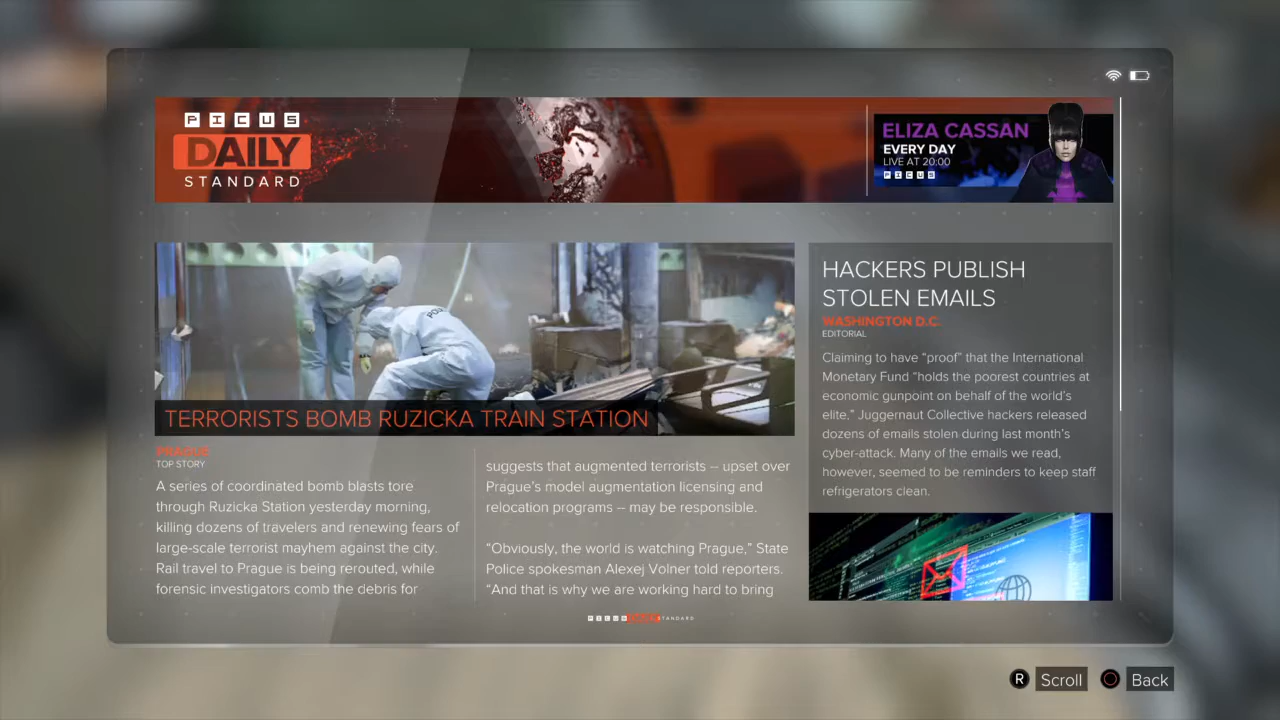 PICUS
DAILY
STANDARD
ELIZA CASSAN
EVERY DAY
LIVE AT 20:00
PICUS
TERRORISTS BOMB RUZICKA TRAIN STATION
PRAGUE
TOP STORY
A series of coordinated bomb blasts tore
through Ruzicka Station yesterday morning,
killing dozens of travelers and renewing fears of
large-scale terrorist mayhem against the city.
Rail travel to Prague is being rerouted, while
forensic investigators comb the debris for
suggests that augmented terrorists -- upset over
Prague's model augmentation licensing and
relocation programs -- may be responsible.
“Obviously, the world is watching Prague,” State
Police spokesman Alexej Volner told reporters.
“And that is why we are working hard to bring
HACKERS PUBLISH
STOLEN EMAILS
WASHINGTON D.C.
EDITORIAL
Claiming to have “proof” that the International
Monetary Fund “holds the poorest countries at
economic gunpoint on behalf of the world's
elite,” Juggernaut Collective hackers released
dozens of emails stolen during last month's
cyber-attack. Many of the emails we read,
however, seemed to be reminders to keep staff
refrigerators clean.
PICUS DAILY STANDARD
R Scroll
Back